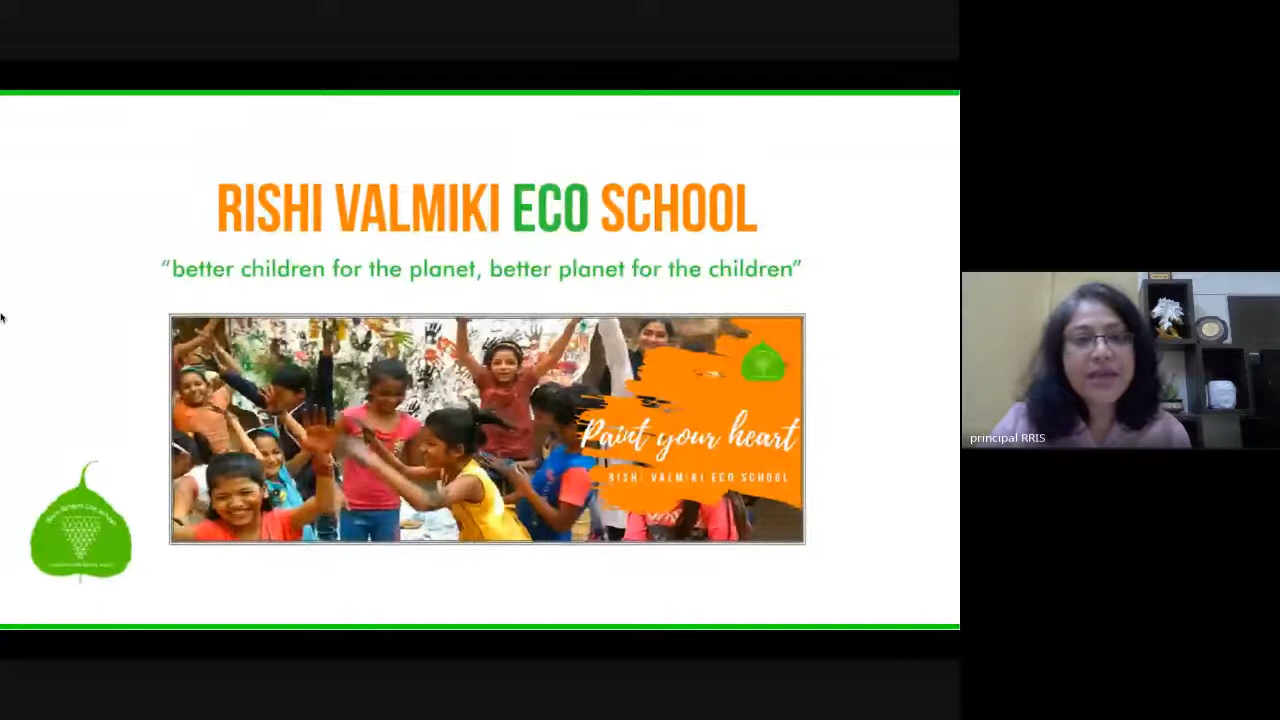 RISHI VALMIKI ECO SCHOOL
“better children for the planet, better planet for the children”
Paint your heart
RISHI VALMIKI ECO SCHOOL
principal RRIS